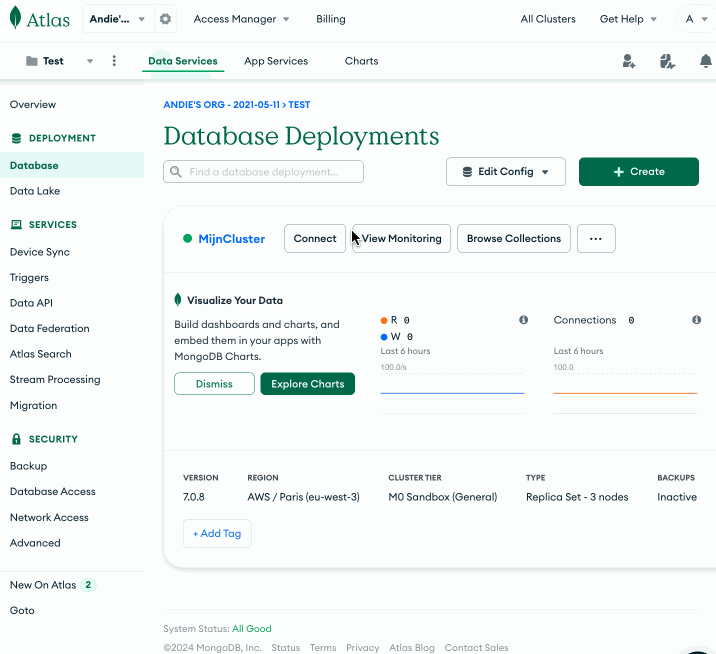 Atlas
Andie'...
Access Manager
Billing
All Clusters
Get Help
A
Test
Data Services
App Services
Charts
Overview
DEPLOYMENT
Database
Data Lake
SERVICES
Device Sync
Triggers
Data API
Data Federation
Atlas Search
Stream Processing
Migration
SECURITY
Backup
Database Access
Network Access
Advanced
New On Atlas 2
Goto
ANDIE'S ORG - 2021-05-11 > TEST
Database Deployments
Find a database deployment...
Edit Config
+ Create
MijnCluster
Connect
View Monitoring
Browse Collections
...
Visualize Your Data
Build dashboards and charts, and
embed them in your apps with
MongoDB Charts.
Dismiss
Explore Charts
R 0
W 0
Last 6 hours
100.0/s
Connections 0
Last 6 hours
100.0
VERSION
7.0.8
REGION
AWS / Paris (eu-west-3)
CLUSTER TIER
M0 Sandbox (General)
TYPE
Replica Set - 3 nodes
BACKUPS
Inactive
+ Add Tag
System Status: All Good
©2024 MongoDB, Inc. Status Terms Privacy Atlas Blog Contact Sales